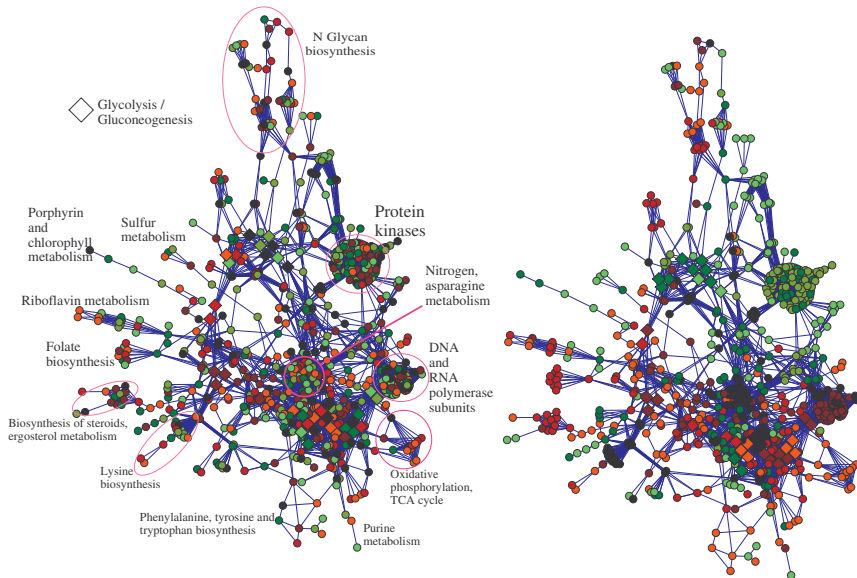 N Glycan
biosynthesis
Glycolysis /
Gluconeogenesis
Porphyrin
and
chlorophyll
metabolism
Sulfur
metabolism
Protein
kinases
Nitrogen,
asparagine
metabolism
Riboflavin metabolism
Folate
biosynthesis
DNA
and
RNA
polymerase
subunits
Biosynthesis of steroids,
ergosterol metabolism
Lysine
biosynthesis
Oxidative
phosphorylation,
TCA cycle
Phenylalanine, tyrosine and
tryptophan biosynthesis
Purine
metabolism